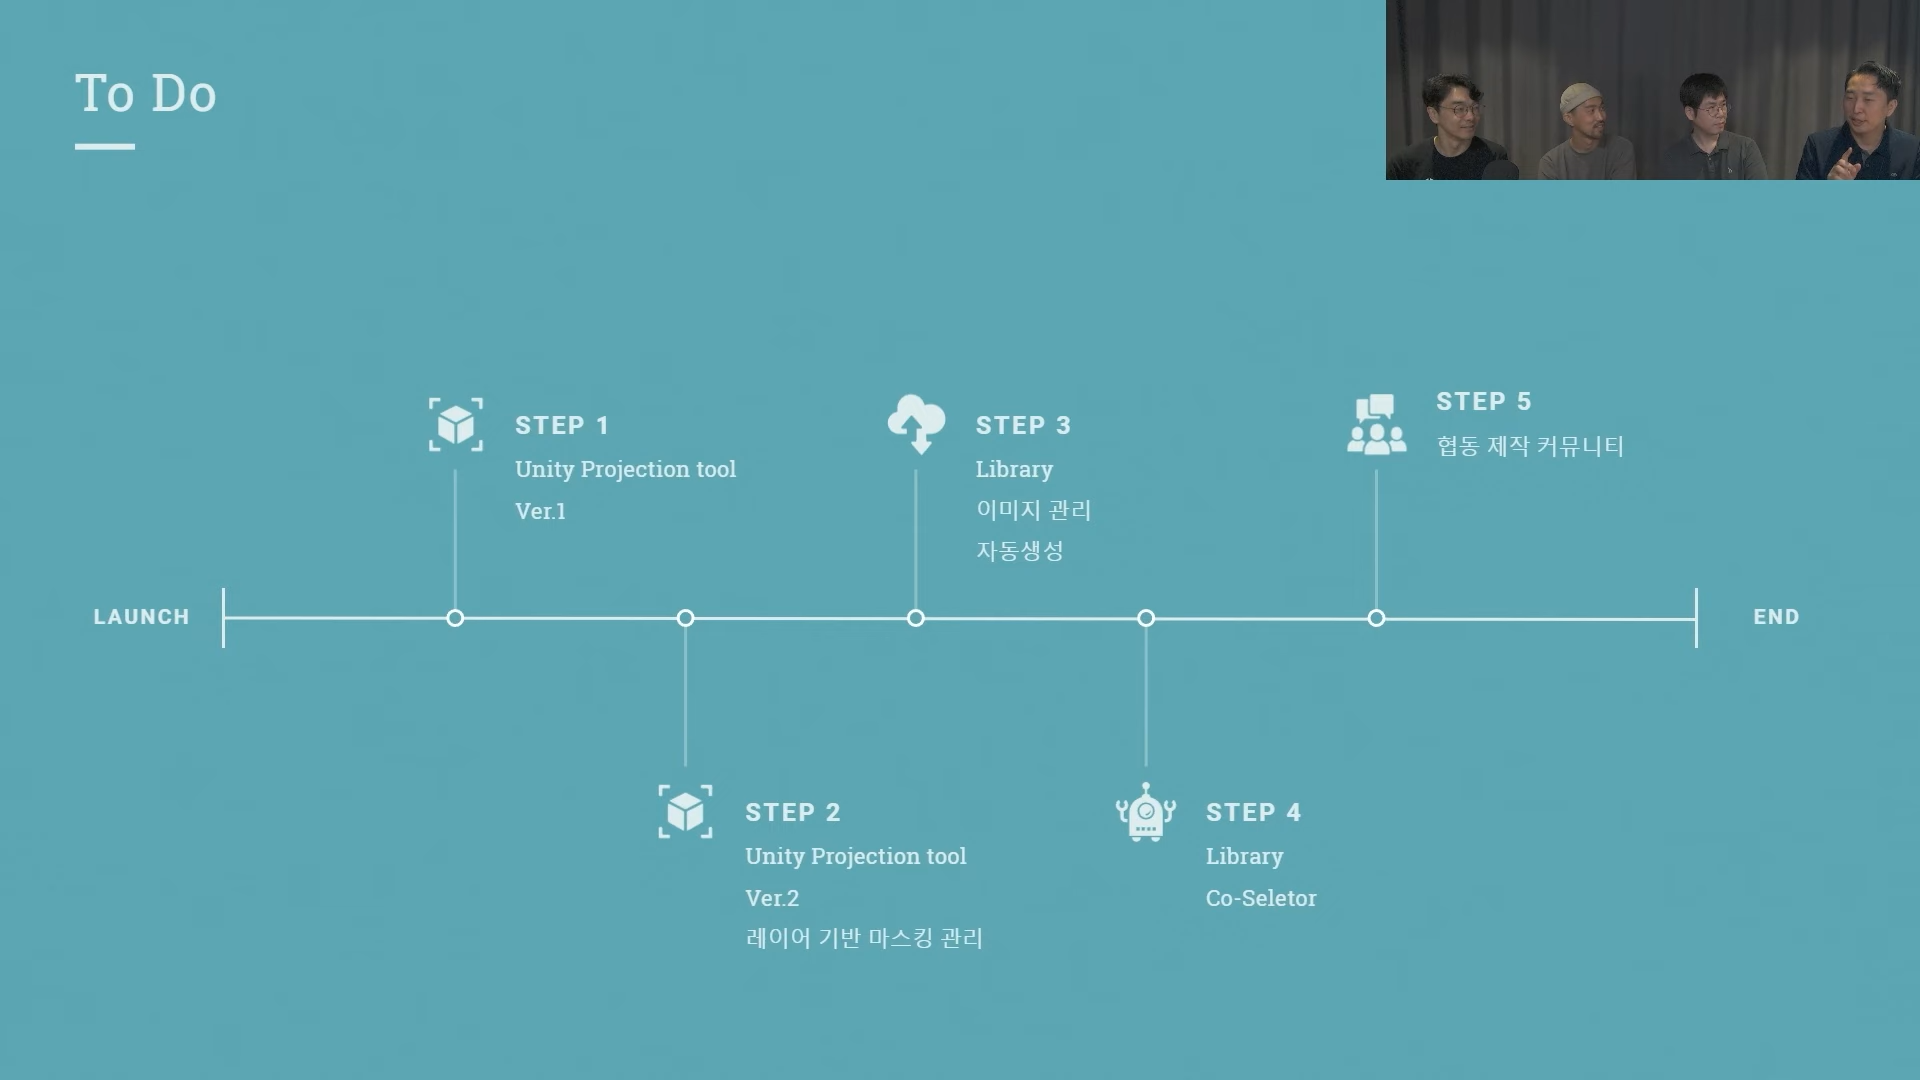 To Do
STEP 1
Unity Projection tool
Ver.1
STEP 3
Library
이미지 관리
자동생성
STEP 5
협동 제작 커뮤니티
LAUNCH
END
STEP 2
Unity Projection tool
Ver.2
레이어 기반 마스킹 관리
STEP 4
Library
Co-Seletor